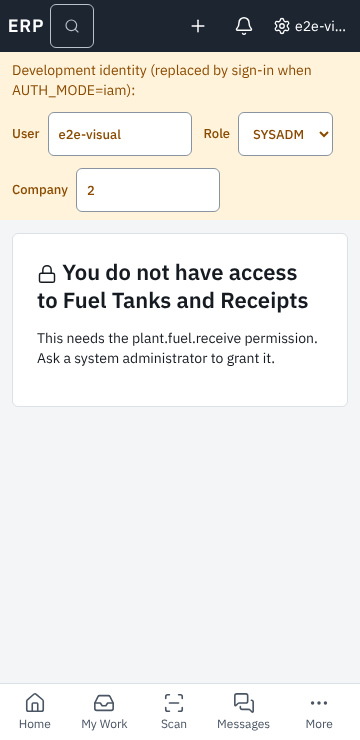 ERP
e2e-vi...
Development identity (replaced by sign-in when
AUTH_MODE=iam):
User e2e-visual Role SYSADM
Company 2
You do not have access
to Fuel Tanks and Receipts
This needs the plant.fuel.receive permission.
Ask a system administrator to grant it.
Home My Work Scan Messages More